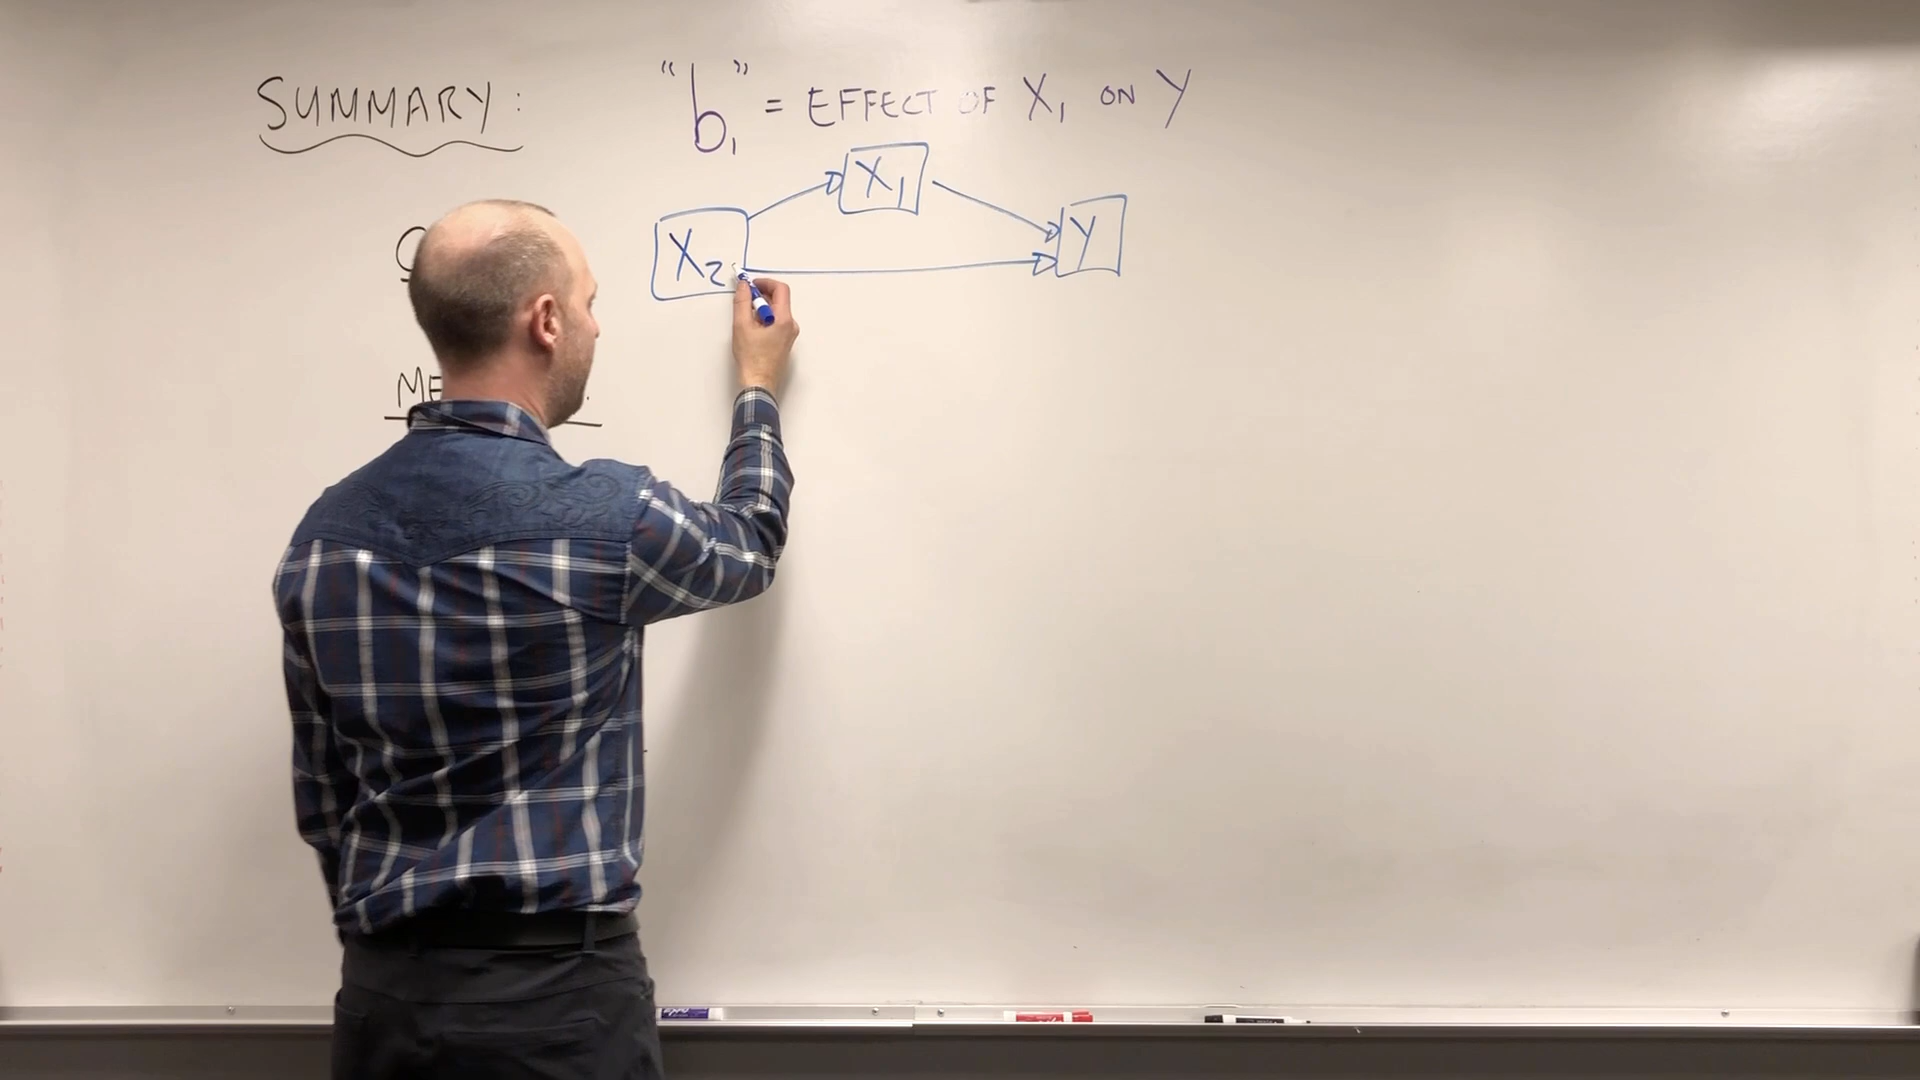 SUMMARY: "b₁" = EFFECT OF X₁ ON Y
X₁
X₂
Y